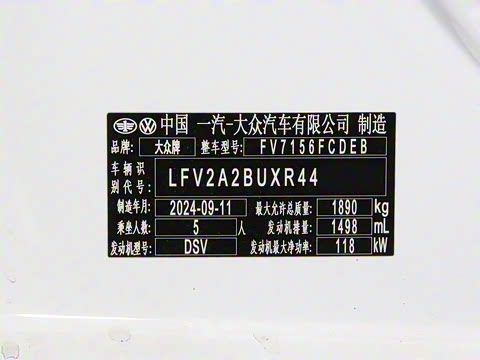 中国 一汽-大众汽车有限公司 制造
品牌: 大众牌 整车型号: FV7156FCDEB
车辆识别代号: LFV2A2BUXR44
制造年月: 2024-09-11 最大允许总质量: 1890 kg
乘坐人数: 5 人 发动机排量: 1498 mL
发动机型号: DSV 发动机最大净功率: 118 kW